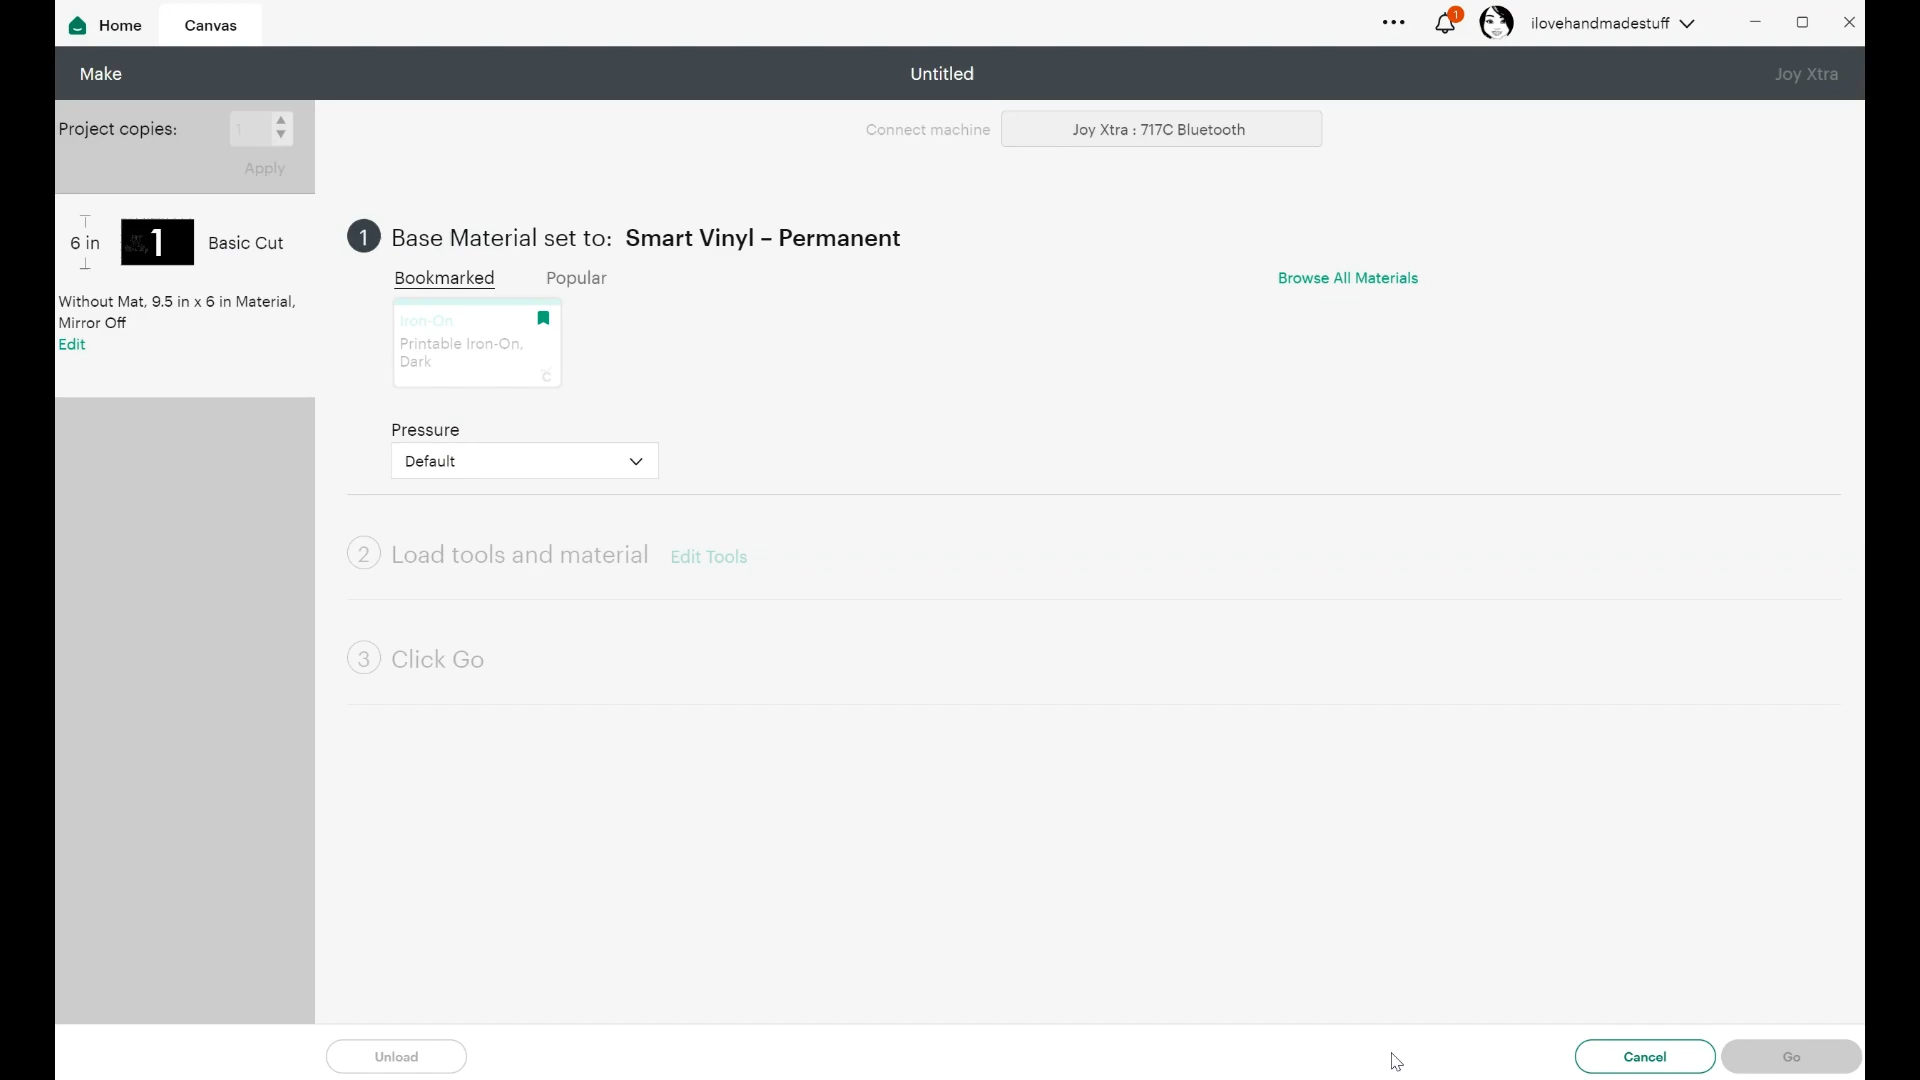 Home
Canvas
1
ilovehandmadestuff
Make
Untitled
Joy Xtra
Project copies:
1
Apply
Connect machine
Joy Xtra : 717C Bluetooth
6 in
1
Basic Cut
Without Mat, 9.5 in x 6 in Material,
Mirror Off
Edit
1 Base Material set to: Smart Vinyl – Permanent
Bookmarked
Popular
Browse All Materials
Iron-On
Printable Iron-On,
Dark
C
Pressure
Default
2 Load tools and material Edit Tools
3 Click Go
Unload
Cancel
Go